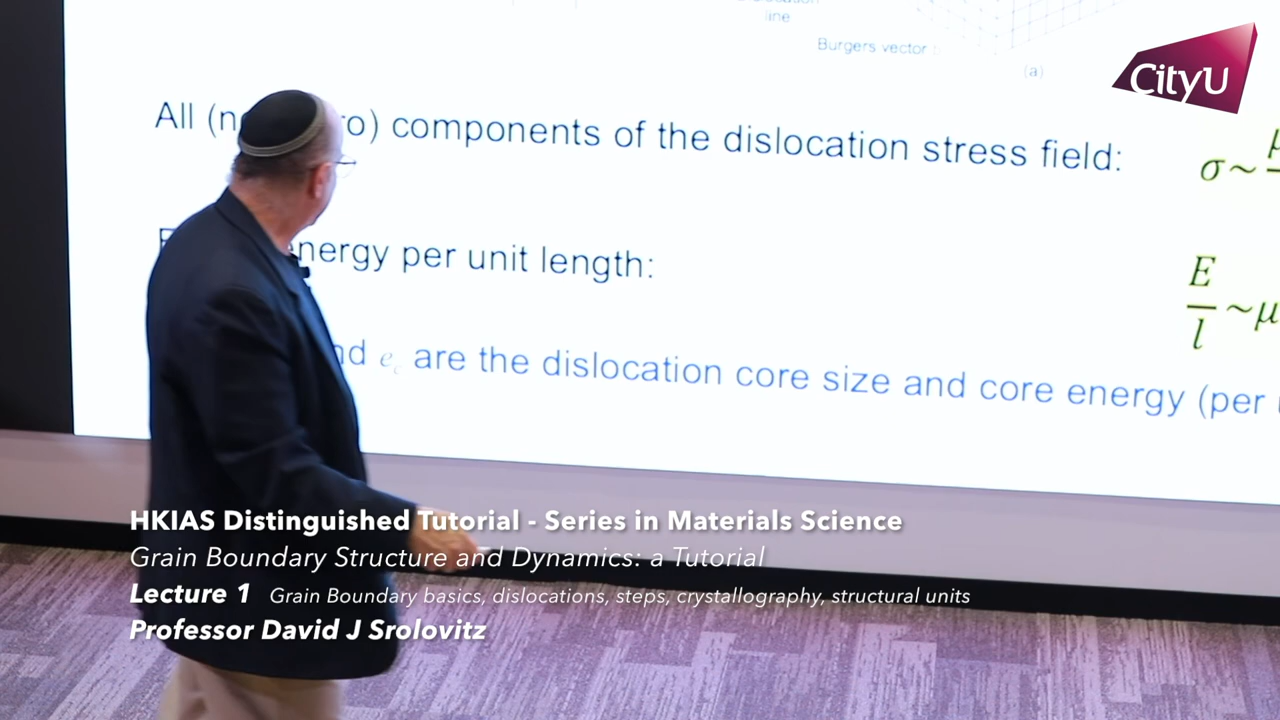 line
Burgers vector
(a)
CityU
All (n ro) components of the dislocation stress field:
σ~
nergy per unit length:
E
l
~μ
nd e_c are the dislocation core size and core energy (per
HKIAS Distinguished Tutorial - Series in Materials Science
Grain Boundary Structure and Dynamics: a Tutorial
Lecture 1 Grain Boundary basics, dislocations, steps, crystallography, structural units
Professor David J Srolovitz